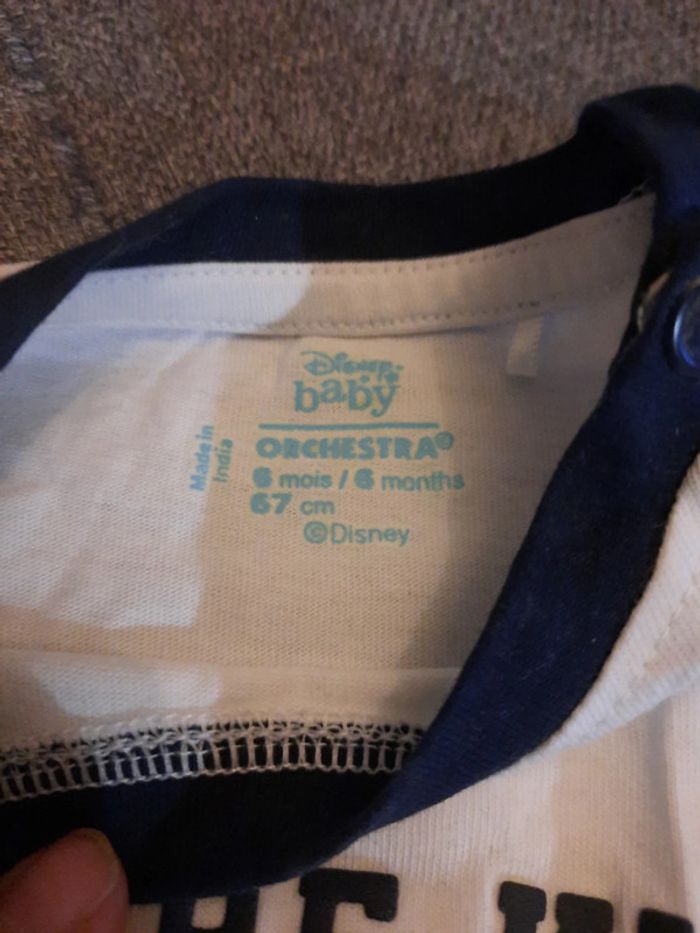 Disney
baby
ORCHESTRA®
6 mois / 6 months
67 cm
©Disney
Made in
India